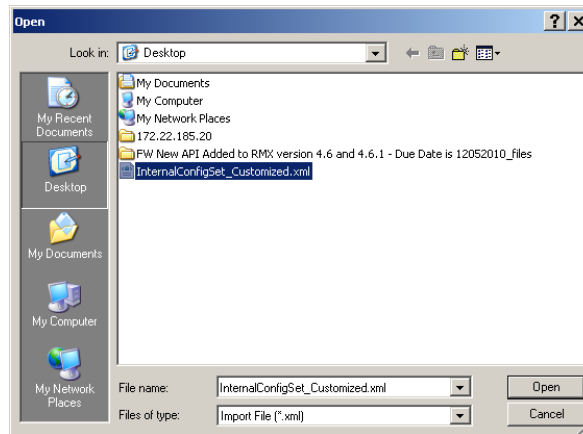 Open
Look in:
Desktop
My Recent
Documents
Desktop
My Documents
My Computer
My Network
Places
My Documents
My Computer
My Network Places
172.22.185.20
FW New API Added to RMX version 4.6 and 4.6.1 - Due Date is 12052010_files
InternalConfigSet_Customized.xml
File name:
InternalConfigSet_Customized.xml
Open
Files of type:
Import File (*.xml)
Cancel